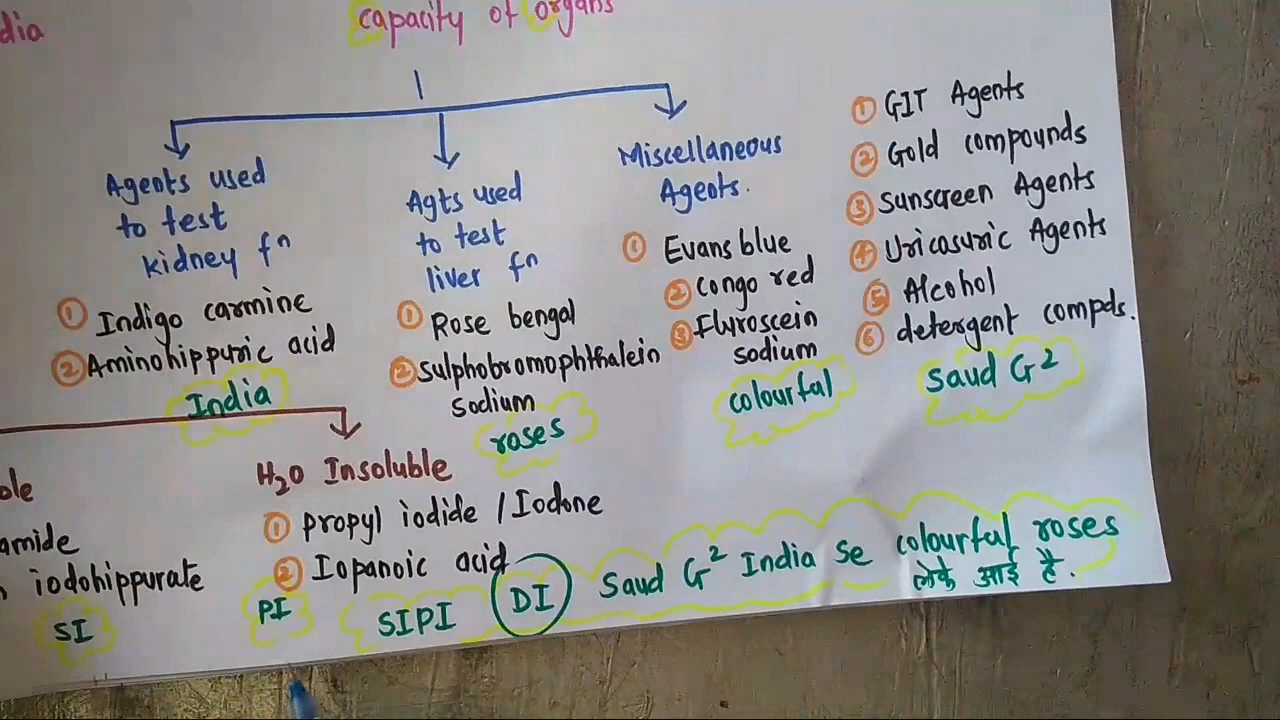 dia
capacity of organs
Agents used
to test
kidney fn
① Indigo carmine
② Aminohippuric acid
India
Agts used
to test
liver fn
① Rose bengal
② Sulphobromophthalein
sodium
roses
Miscellaneous
Agents.
① Evans blue
② Congo red
③ Flyroscein
sodium
colourful
① GIT Agents
② Gold compounds
③ Sunscreen Agents
④ Uricasuric Agents
⑤ Alcohol
⑥ detergent compds.
Saud G²
ole
amide
iodohippurate
SI
H₂O Insoluble
① propyl iodide / Iodone
② Iopanoic acid
PI
SIPI DI Saud G² India Se colourful roses
लेके आई है.